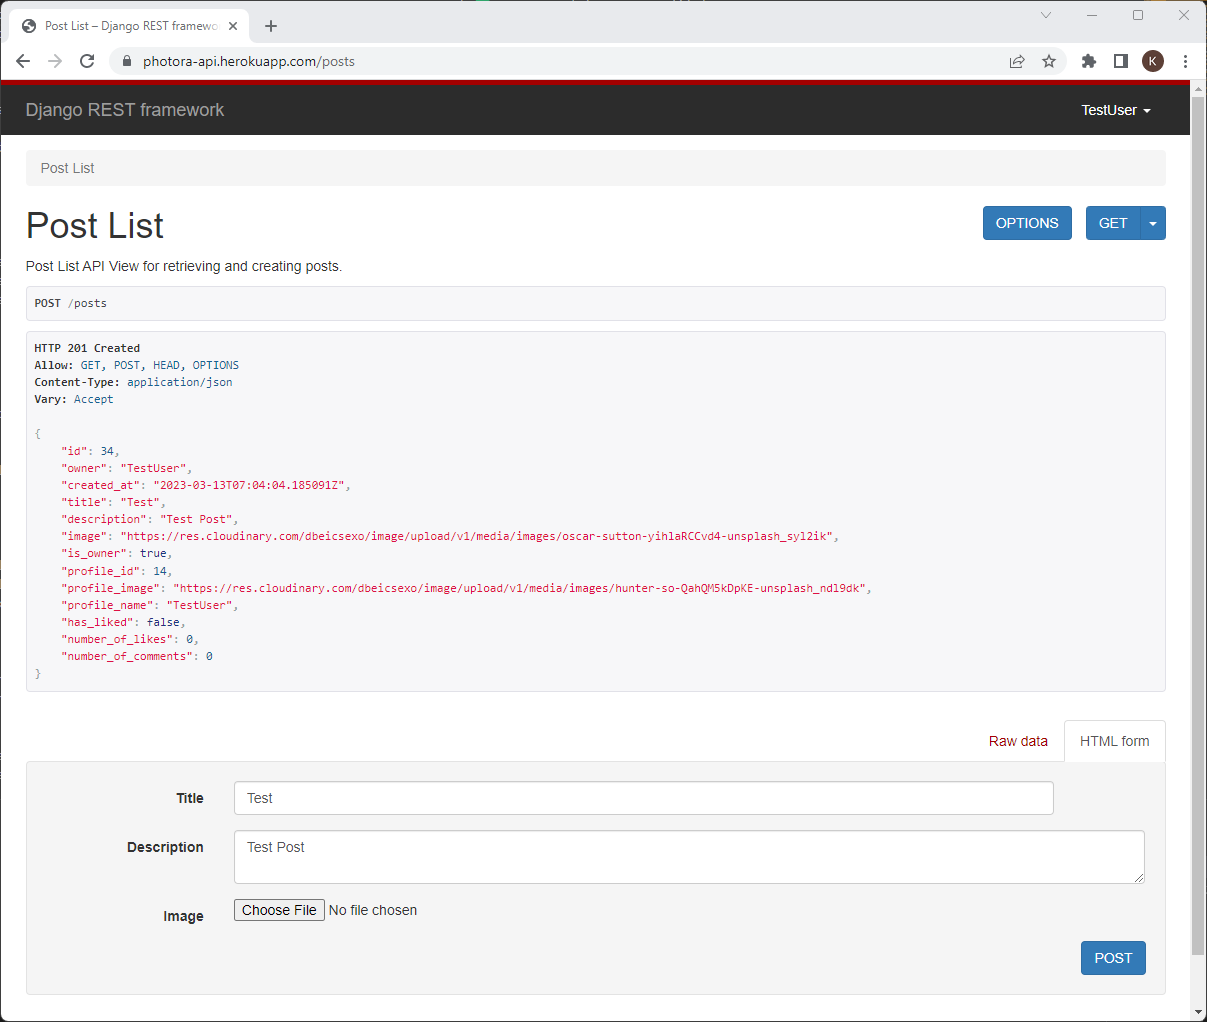 Post List – Django REST framewo
photora-api.herokuapp.com/posts
K
Django REST framework
TestUser
Post List
Post List
OPTIONS
GET
Post List API View for retrieving and creating posts.
POST /posts
HTTP 201 Created
Allow: GET, POST, HEAD, OPTIONS
Content-Type: application/json
Vary: Accept
{
"id": 34,
"owner": "TestUser",
"created_at": "2023-03-13T07:04:04.185091Z",
"title": "Test",
"description": "Test Post",
"image": "https://res.cloudinary.com/dbeicsexo/image/upload/v1/media/images/oscar-sutton-yihlaRCCvd4-unsplash_syl2ik",
"is_owner": true,
"profile_id": 14,
"profile_image": "https://res.cloudinary.com/dbeicsexo/image/upload/v1/media/images/hunter-so-QahQM5kDpKE-unsplash_ndl9dk",
"profile_name": "TestUser",
"has_liked": false,
"number_of_likes": 0,
"number_of_comments": 0
}
Raw data
HTML form
Title
Test
Description
Test Post
Image
Choose File No file chosen
POST